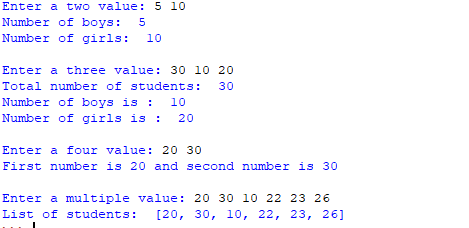 Enter a two value: 5 10
Number of boys:  5
Number of girls:  10
Enter a three value: 30 10 20
Total number of students:  30
Number of boys is :  10
Number of girls is :  20
Enter a four value: 20 30
First number is 20 and second number is 30
Enter a multiple value: 20 30 10 22 23 26
List of students:  [20, 30, 10, 22, 23, 26]